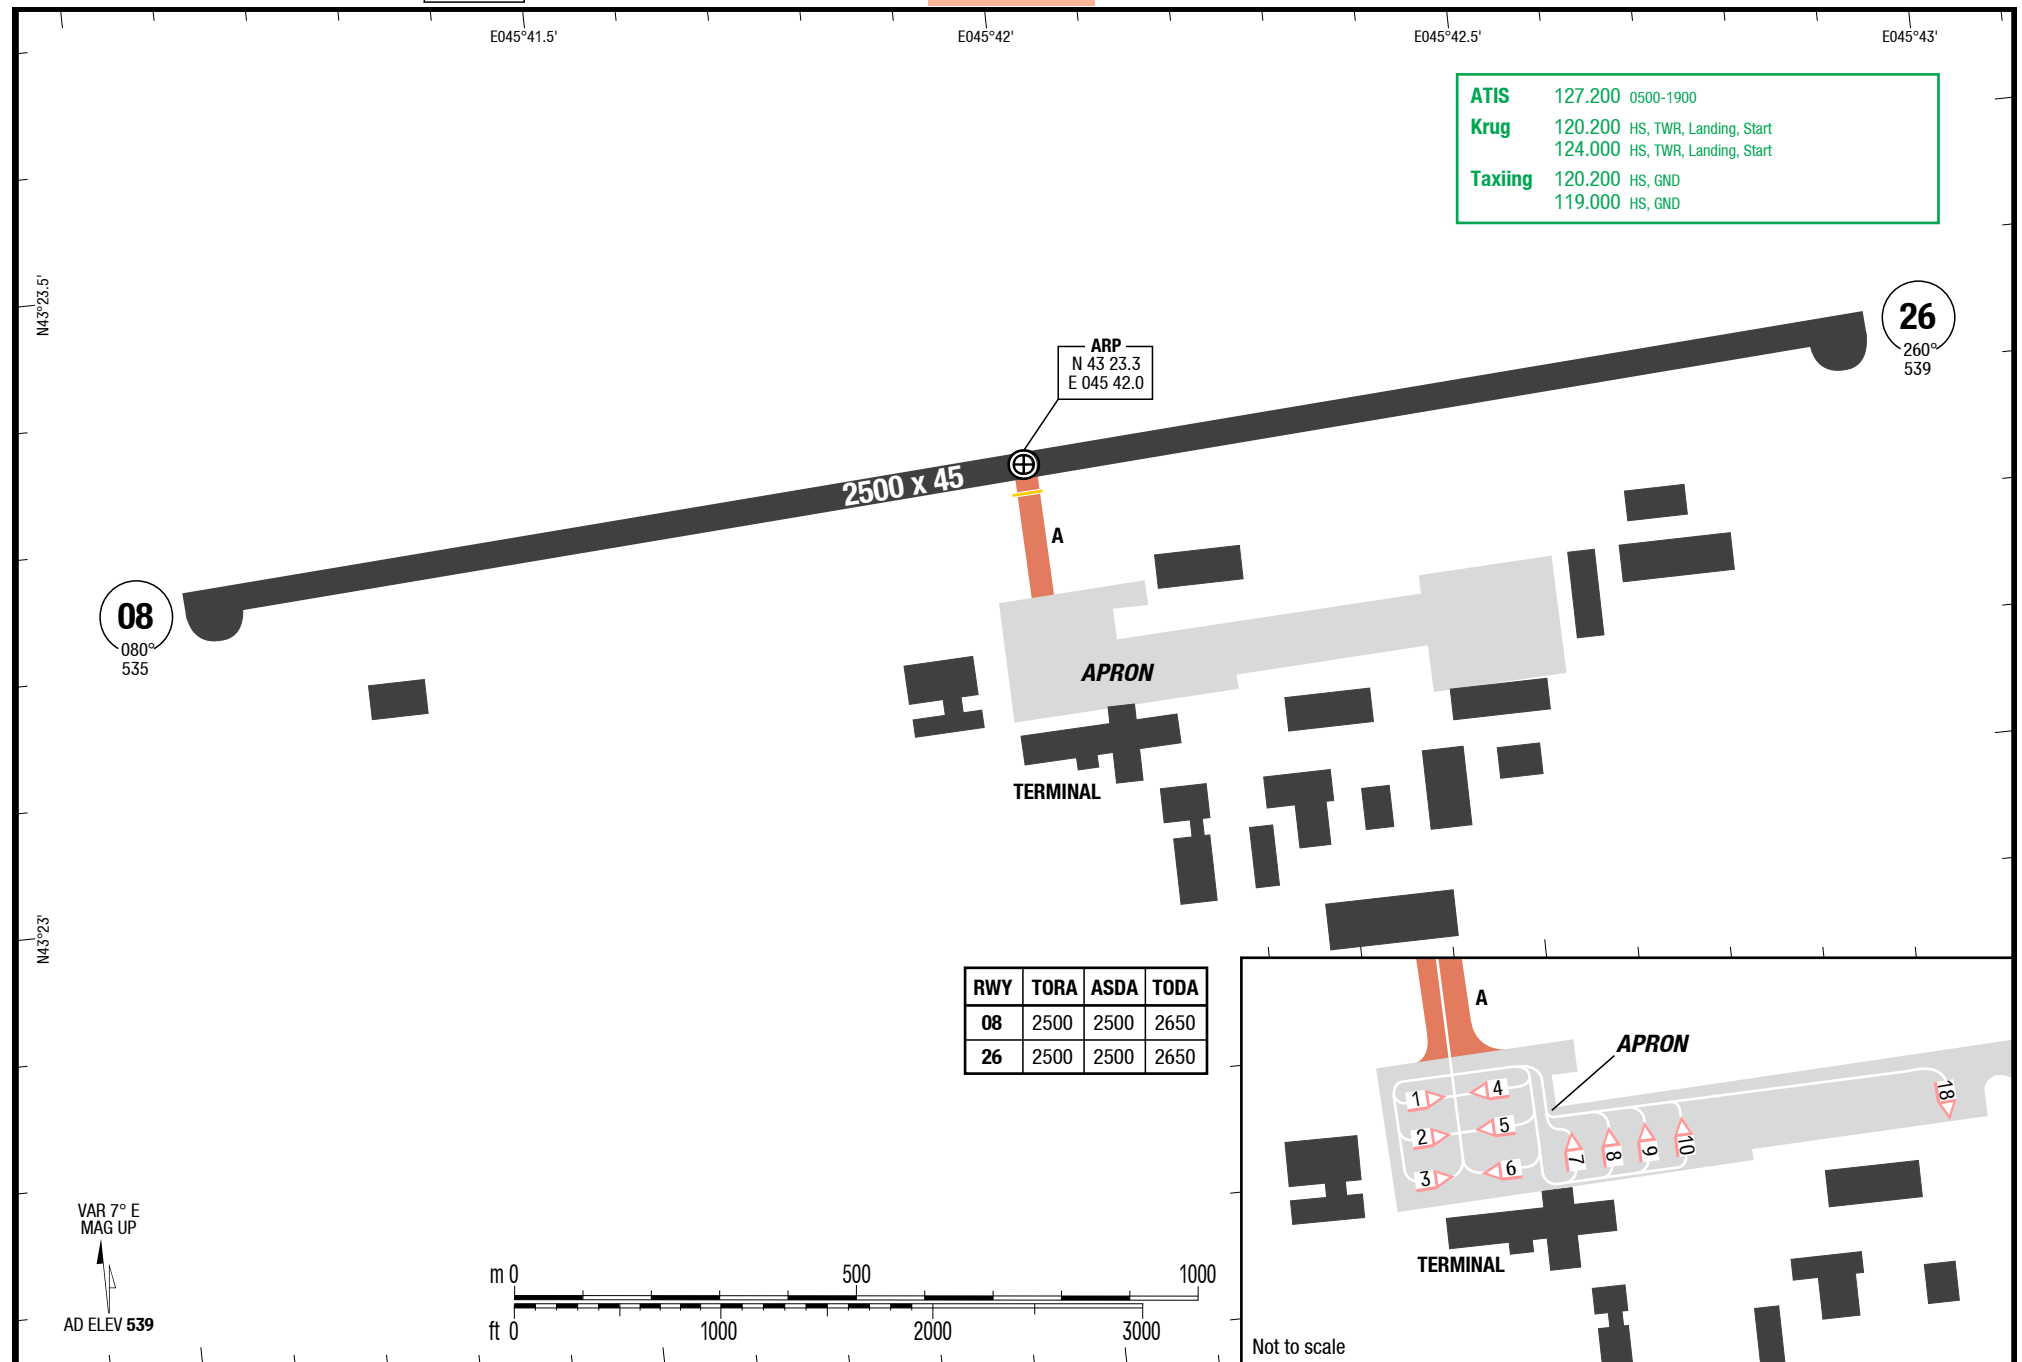 E045°41.5' E045°42' E045°42.5' E045°43'
ATIS 127.200 0500-1900
Krug 120.200 HS, TWR, Landing, Start
124.000 HS, TWR, Landing, Start
Taxiing 120.200 HS, GND
119.000 HS, GND
N43°23.5'
26
260°
539
ARP
N 43 23.3
E 045 42.0
2500 x 45
A
08
080°
535
APRON
TERMINAL
N43°23'
RWY TORA ASDA TODA
08 2500 2500 2650
26 2500 2500 2650
A
APRON
1 4
2 5
3 6
7 8 9 10
18
TERMINAL
Not to scale
VAR 7° E
MAG UP
AD ELEV 539
m 0 500 1000
ft 0 1000 2000 3000